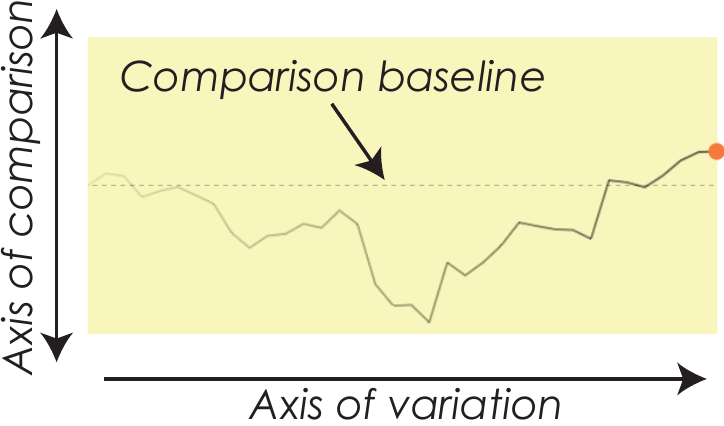 Axis of comparison
Comparison baseline
Axis of variation